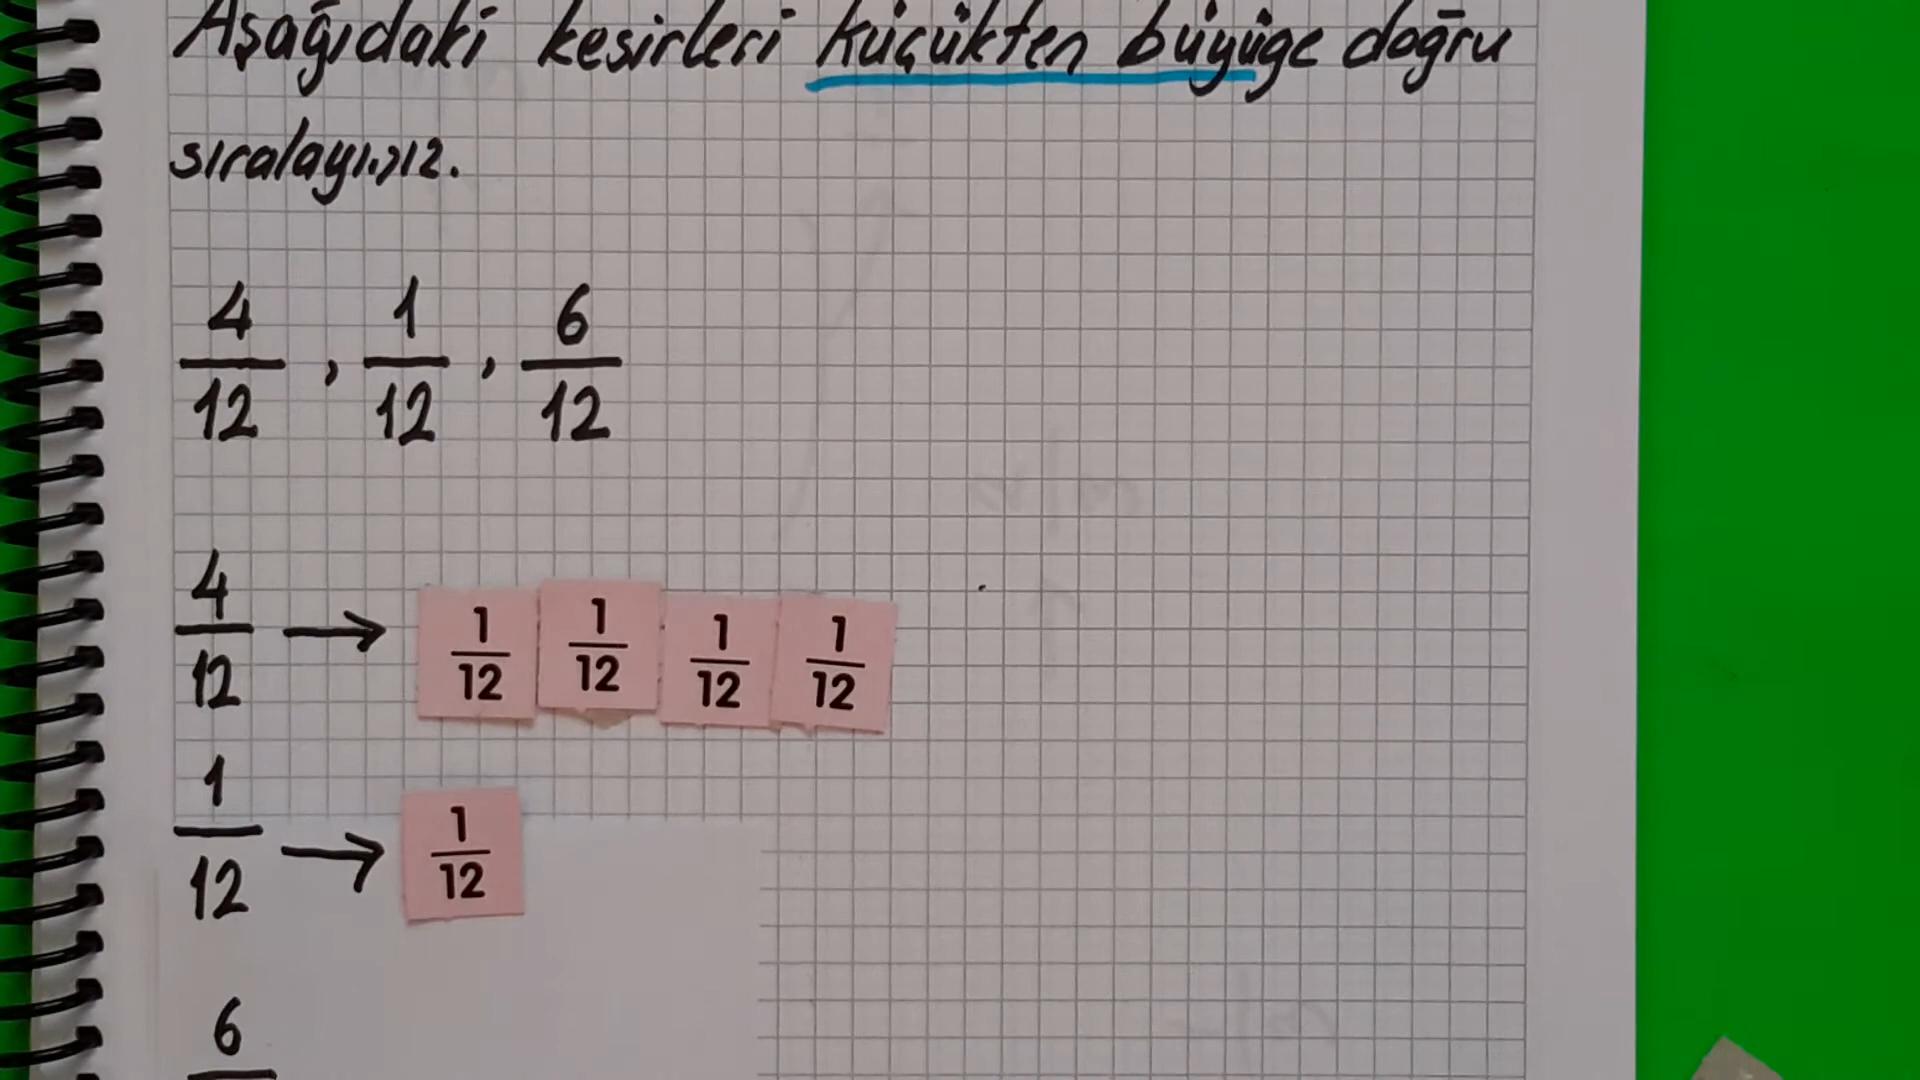 Aşağıdaki kesirleri küçükten büyüğe doğru
sıralayınız.
4/12 , 1/12 , 6/12
4/12 → 1/12 1/12 1/12 1/12
1/12 → 1/12
6